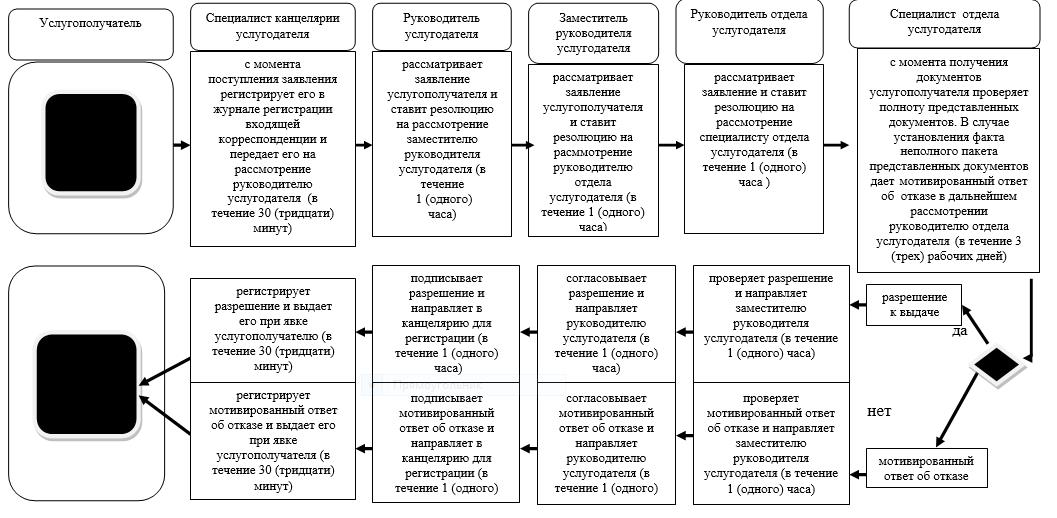 Услугополучатель
Специалист канцелярии
услугодателя
Руководитель
услугодателя
Заместитель
руководителя
услугодателя
Руководитель отдела
услугодателя
Специалист отдела
услугодателя
с момента
поступления заявления
регистрирует его в
журнале регистрации
входящей
корреспонденции и
передает его на
рассмотрение
руководителю
услугодателя (в
течение 30 (тридцати)
минут)
рассматривает
заявление
услугополучателя и
ставит резолюцию
на рассмотрение
заместителю
руководителя
услугодателя (в
течение
1 (одного)
часа)
рассматривает
заявление
услугополучателя
и ставит
резолюцию на
расммотрение
руководителю
отдела
услугодателя (в
течение 1 (одного)
часа)
рассматривает
заявление и ставит
резолюцию на
рассмотрение
специалисту отдела
услугодателя (в
течение 1 (одного)
часа )
с момента получения
документов
услугополучателя проверяет
полноту представленных
документов. В случае
установления факта
неполного пакета
представленных документов
дает мотивированный ответ
об отказе в дальнейшем
рассмотрении
руководителю отдела
услугодателя (в течение 3
(трех) рабочих дней)
регистрирует
разрешение и выдает
его при явке
услугополучателю (в
течение 30 (тридцати)
минут)
подписывает
разрешение и
направляет в
канцелярию для
регистрации (в
течение 1 (одного)
часа)
согласовывает
разрешение и
направляет
руководителю
услугодателя (в
течение 1 (одного)
часа)
проверяет разрешение
и направляет
заместителю
руководителя
услугодателя (в
течение 1 (одного)
часа)
разрешение
к выдаче
да
Прямоугольник
регистрирует
мотивированный ответ
об отказе и выдает его
при явке
услугополучателя (в
течение 30 (тридцати)
минут)
подписывает
мотивированный
ответ об отказе и
направляет в
канцелярию для
регистрации (в
течение 1 (одного)
согласовывает
мотивированный
ответ об отказе и
направляет
руководителю
услугодателя (в
течение 1 (одного)
проверяет
мотивированный ответ
об отказе и направляет
заместителю
руководителя
услугодателя (в течение
1 (одного) часа)
нет
мотивированный
ответ об отказе